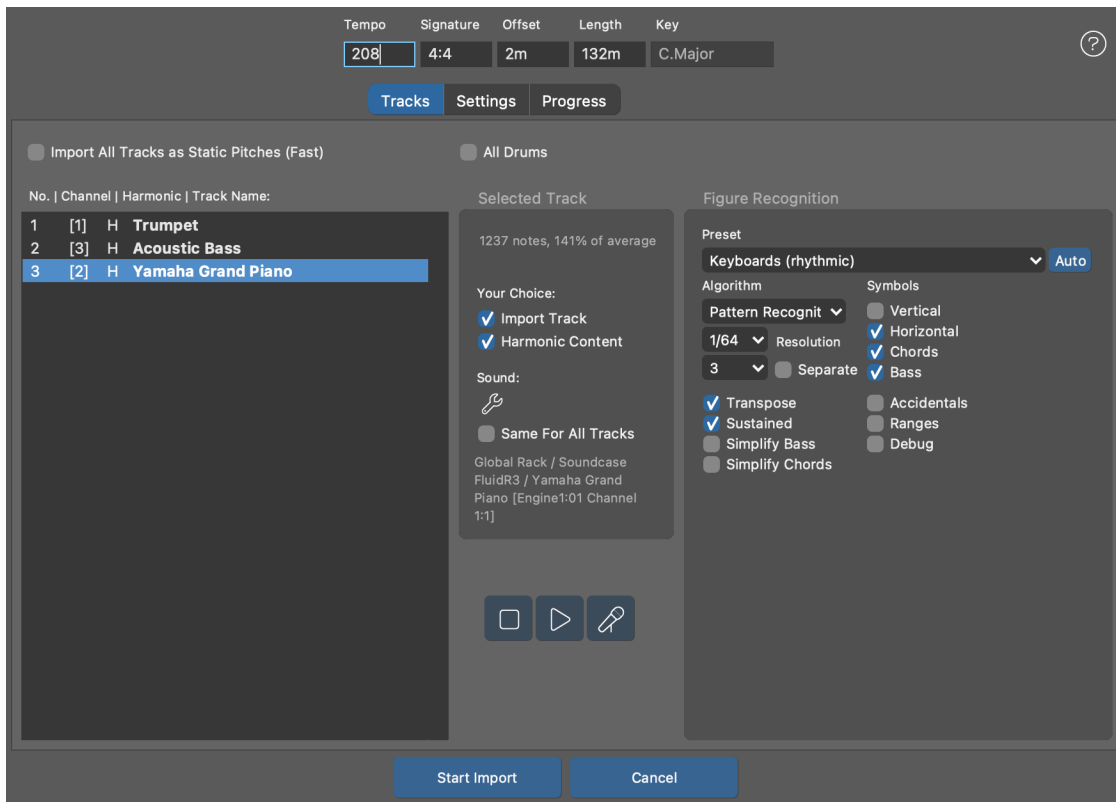 Tempo Signature Offset Length Key
208 4:4 2m 132m C.Major
?
Tracks Settings Progress
Import All Tracks as Static Pitches (Fast) All Drums
No. | Channel | Harmonic | Track Name:
1 [1] H Trumpet
2 [3] H Acoustic Bass
3 [2] H Yamaha Grand Piano
Selected Track
1237 notes, 141% of average
Your Choice:
Import Track
Harmonic Content
Sound:
Same For All Tracks
Global Rack / Soundcase
FluidR3 / Yamaha Grand
Piano [Engine1:01 Channel
1:1]
Figure Recognition
Preset
Keyboards (rhythmic) Auto
Algorithm Symbols
Pattern Recognit Vertical
1/64 Resolution Horizontal
Chords
3 Separate Bass
Transpose Accidentals
Sustained Ranges
Simplify Bass Debug
Simplify Chords
Start Import Cancel